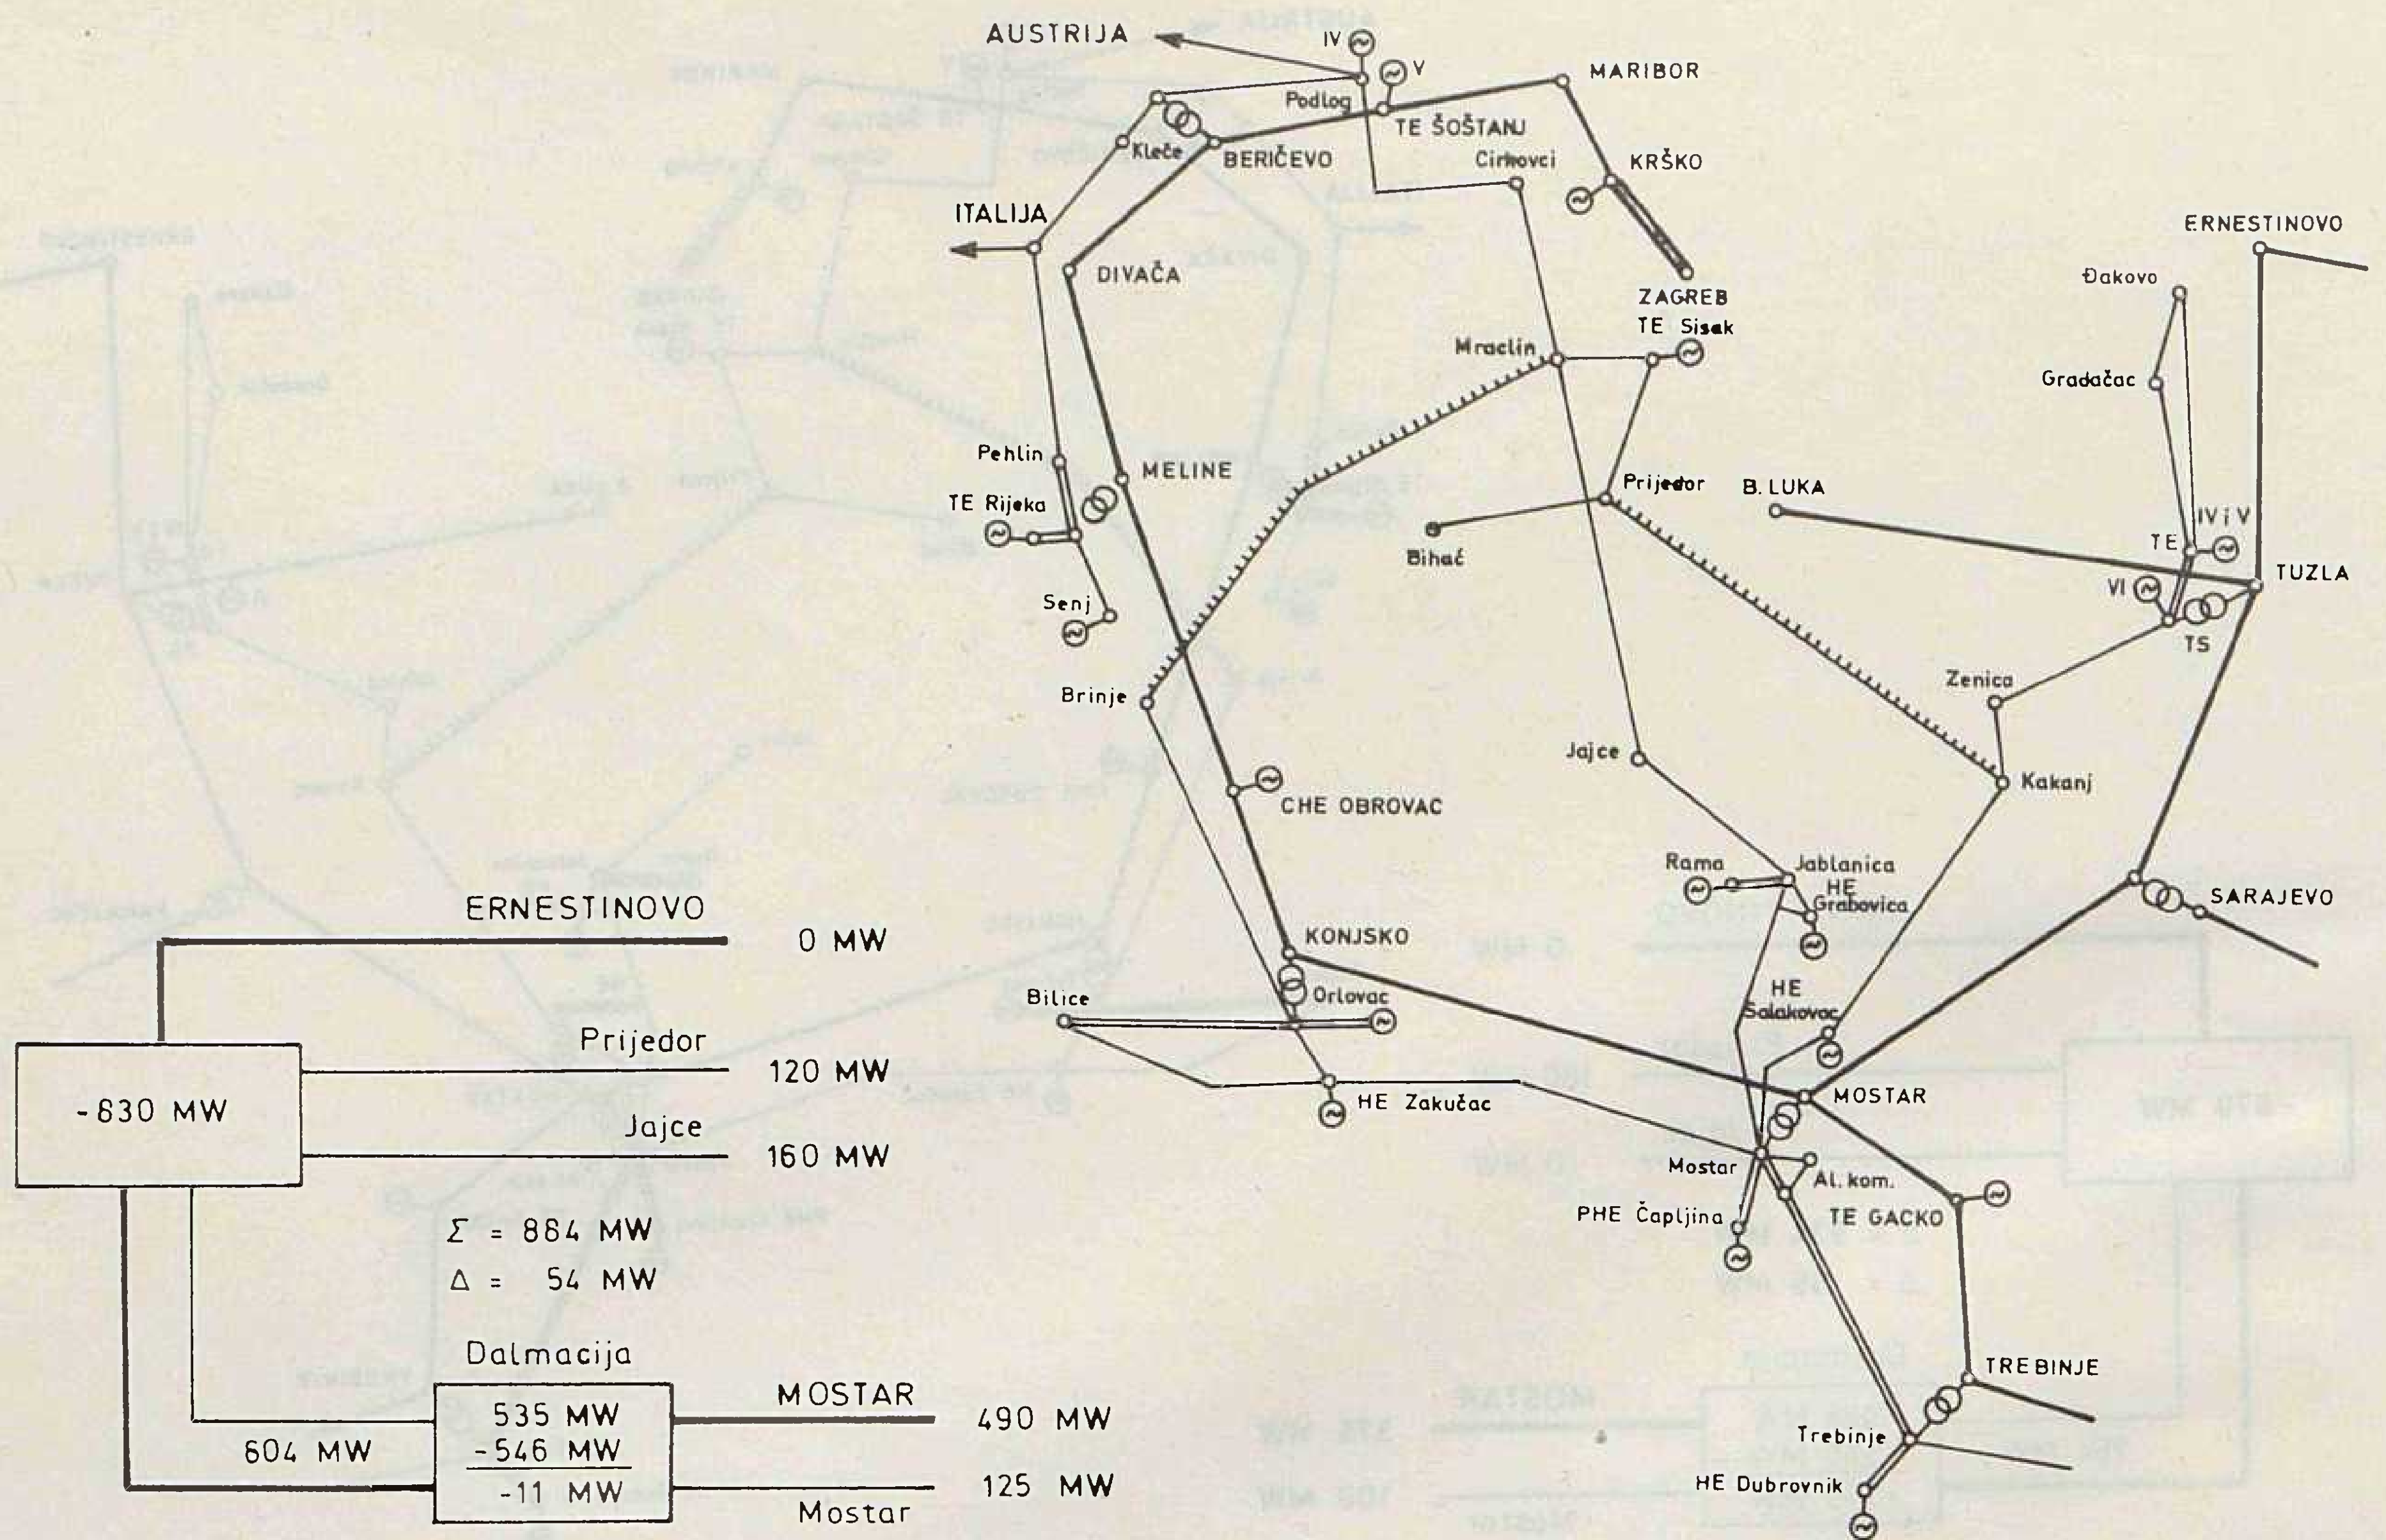 AUSTRIJA
IV
V
MARIBOR
Podlog
TE ŠOŠTANJ
Kleče
BERIČEVO
Cirkovci
KRŠKO
ITALIJA
DIVAČA
ZAGREB
TE Sisak
Mraclin
ERNESTINOVO
Đakovo
Gradačac
Pehlin
MELINE
TE Rijeka
Prijedor
B. LUKA
IV i V
TE
Bihać
TUZLA
VI
TS
Senj
Zenica
Brinje
Jajce
Kakanj
CHE OBROVAC
Rama
Jablanica
HE
Grabovica
SARAJEVO
KONJSKO
Bilice
Orlovac
HE
Salakovac
HE Zakučac
MOSTAR
Mostar
Al. kom.
PHE Čapljina
TE GACKO
TREBINJE
Trebinje
HE Dubrovnik
ERNESTINOVO
0 MW
Prijedor
120 MW
-830 MW
Jajce
160 MW
Σ = 884 MW
Δ = 54 MW
Dalmacija
535 MW
MOSTAR
490 MW
604 MW
-546 MW
-11 MW
125 MW
Mostar